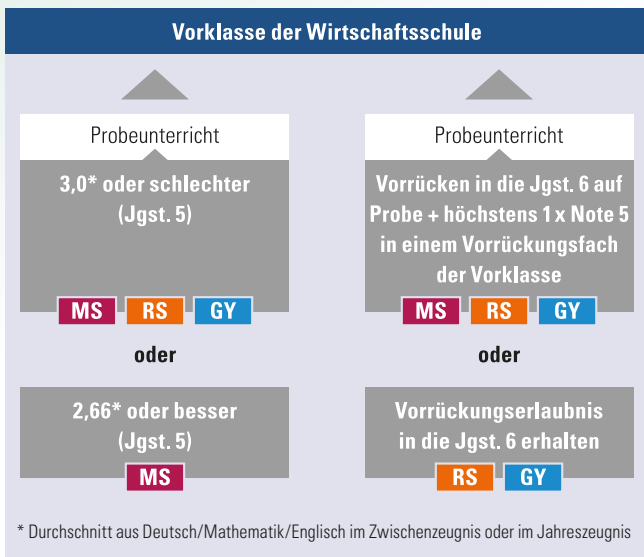 Vorklasse der Wirtschaftsschule
Probeunterricht
3,0* oder schlechter
(Jgst. 5)
MS RS GY
oder
2,66* oder besser
(Jgst. 5)
MS
Probeunterricht
Vorrücken in die Jgst. 6 auf
Probe + höchstens 1 x Note 5
in einem Vorrückungsfach
der Vorklasse
MS RS GY
oder
Vorrückungserlaubnis
in die Jgst. 6 erhalten
RS GY
* Durchschnitt aus Deutsch/Mathematik/Englisch im Zwischenzeugnis oder im Jahreszeugnis